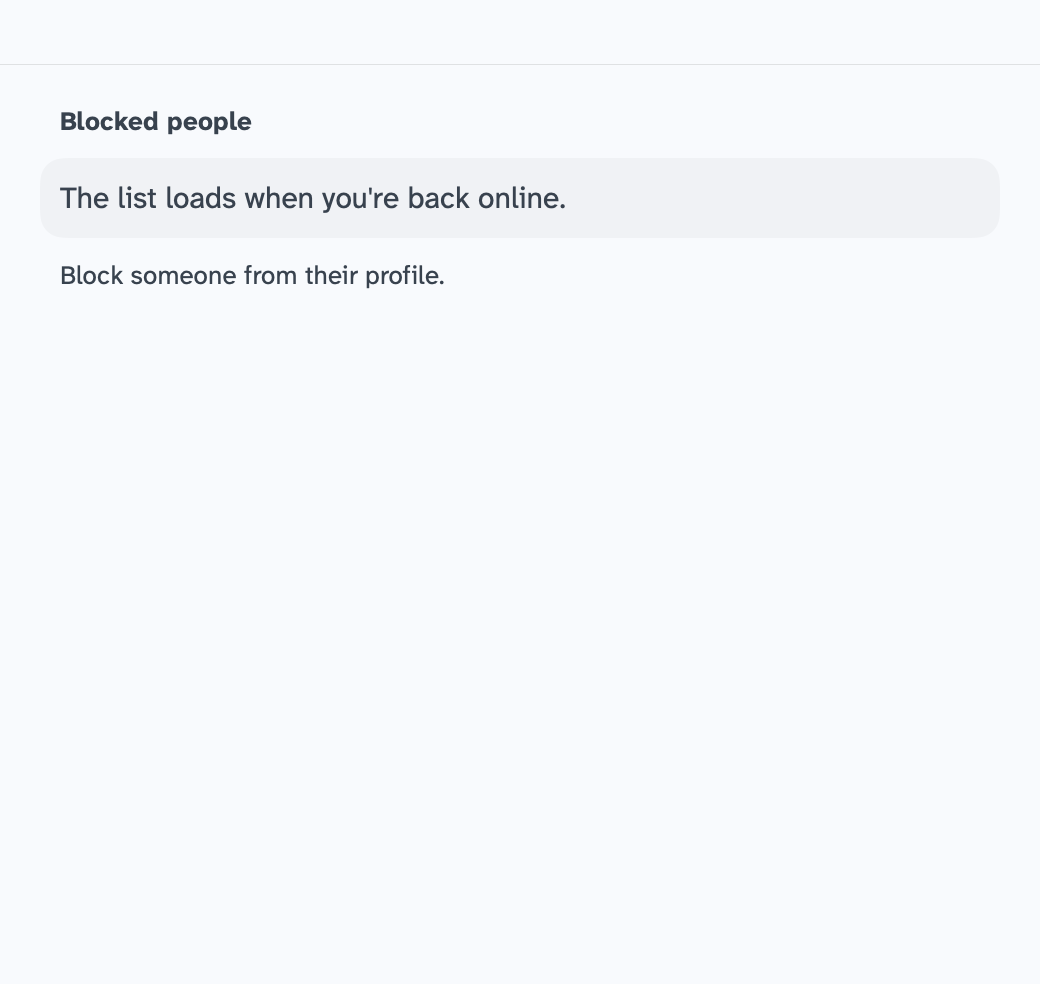 Blocked people
The list loads when you're back online.
Block someone from their profile.